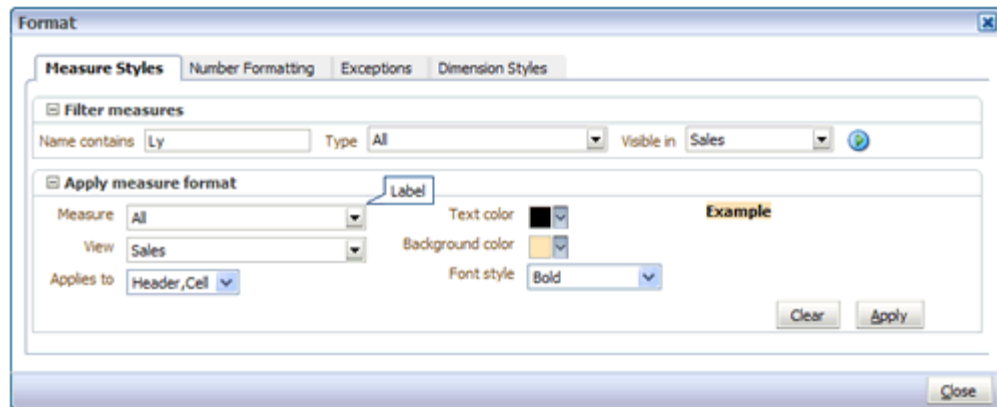 Format
Measure Styles Number Formatting Exceptions Dimension Styles
Filter measures
Name contains Ly Type All Visible in Sales
Apply measure format
Label
Measure All Text color Example
View Sales Background color
Applies to Header,Cell Font style Bold
Clear Apply
Close